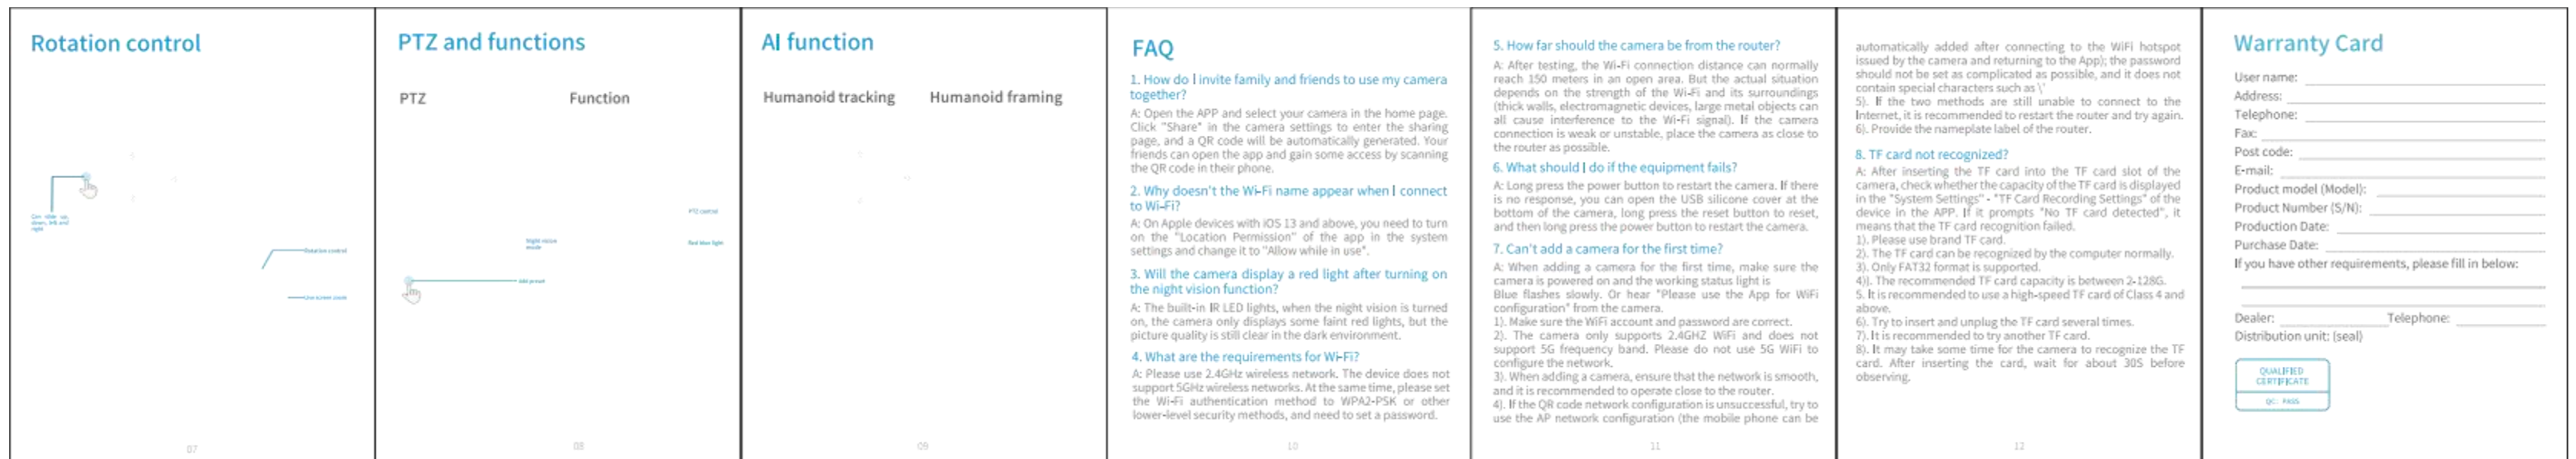 Rotation control
Can slide up,
down, left and
right
Rotation control
07
PTZ and functions
PTZ
Function
PTZ control
Night vision
mode
Red blue light
Add preset
08
AI function
Humanoid tracking
Humanoid framing
09
FAQ
1. How do I invite family and friends to use my camera
together?
A: Open the APP and select your camera in the home page.
Click "Share" in the camera settings to enter the sharing
page, and a QR code will be automatically generated. Your
friends can open the app and gain some access by scanning
the QR code in their phone.
2. Why doesn't the Wi-Fi name appear when I connect
to Wi-Fi?
A: On Apple devices with iOS 13 and above, you need to turn
on the "Location Permission" of the app in the system
settings and change it to "Allow while in use".
3. Will the camera display a red light after turning on
the night vision function?
A: The built-in IR LED lights, when the night vision is turned
on, the camera only displays some faint red lights, but the
picture quality is still clear in the dark environment.
4. What are the requirements for Wi-Fi?
A: Please use 2.4GHz wireless network. The device does not
support 5GHz wireless networks. At the same time, please set
the Wi-Fi authentication method to WPA2-PSK or other
lower-level security methods, and need to set a password.
10
5. How far should the camera be from the router?
A: After testing, the Wi-Fi connection distance can normally
reach 150 meters in an open area. But the actual situation
depends on the strength of the Wi-Fi and its surroundings
(thick walls, electromagnetic devices, large metal objects can
all cause interference to the Wi-Fi signal). If the camera
connection is weak or unstable, place the camera as close to
the router as possible.
6. What should I do if the equipment fails?
A: Long press the power button to restart the camera. If there
is no response, you can open the USB silicone cover at the
bottom of the camera, long press the reset button to reset,
and then long press the power button to restart the camera.
7. Can't add a camera for the first time?
A: When adding a camera for the first time, make sure the
camera is powered on and the working status light is
Blue flashes slowly. Or hear "Please use the App for WiFi
configuration" from the camera.
1). Make sure the WiFi account and password are correct.
2). The camera only supports 2.4GHZ WiFi and does not
support 5G frequency band. Please do not use 5G WiFi to
configure the network.
3). When adding a camera, ensure that the network is smooth,
and it is recommended to operate close to the router.
4). If the QR code network configuration is unsuccessful, try to
use the AP network configuration (the mobile phone can be
11
automatically added after connecting to the WiFi hotspot
issued by the camera and returning to the App); the password
should not be set as complicated as possible, and it does not
contain special characters such as \'
5). If the two methods are still unable to connect to the
Internet, it is recommended to restart the router and try again.
6). Provide the nameplate label of the router.
8. TF card not recognized?
A: After inserting the TF card into the TF card slot of the
camera, check whether the capacity of the TF card is displayed
in the "System Settings" - "TF Card Recording Settings" of the
device in the APP. If it prompts "No TF card detected", it
means that the TF card recognition failed.
1). Please use brand TF card.
2). The TF card can be recognized by the computer normally.
3). Only FAT32 format is supported.
4)). The recommended TF card capacity is between 2-128G.
5. It is recommended to use a high-speed TF card of Class 4 and
above.
6). Try to insert and unplug the TF card several times.
7). It is recommended to try another TF card.
8). It may take some time for the camera to recognize the TF
card. After inserting the card, wait for about 30S before
observing.
12
Warranty Card
User name:
Address:
Telephone:
Fax:
Post code:
E-mail:
Product model (Model):
Product Number (S/N):
Production Date:
Purchase Date:
If you have other requirements, please fill in below:
Dealer: Telephone:
Distribution unit: (seal)
QUALIFIED
CERTIFICATE
QC: PASS